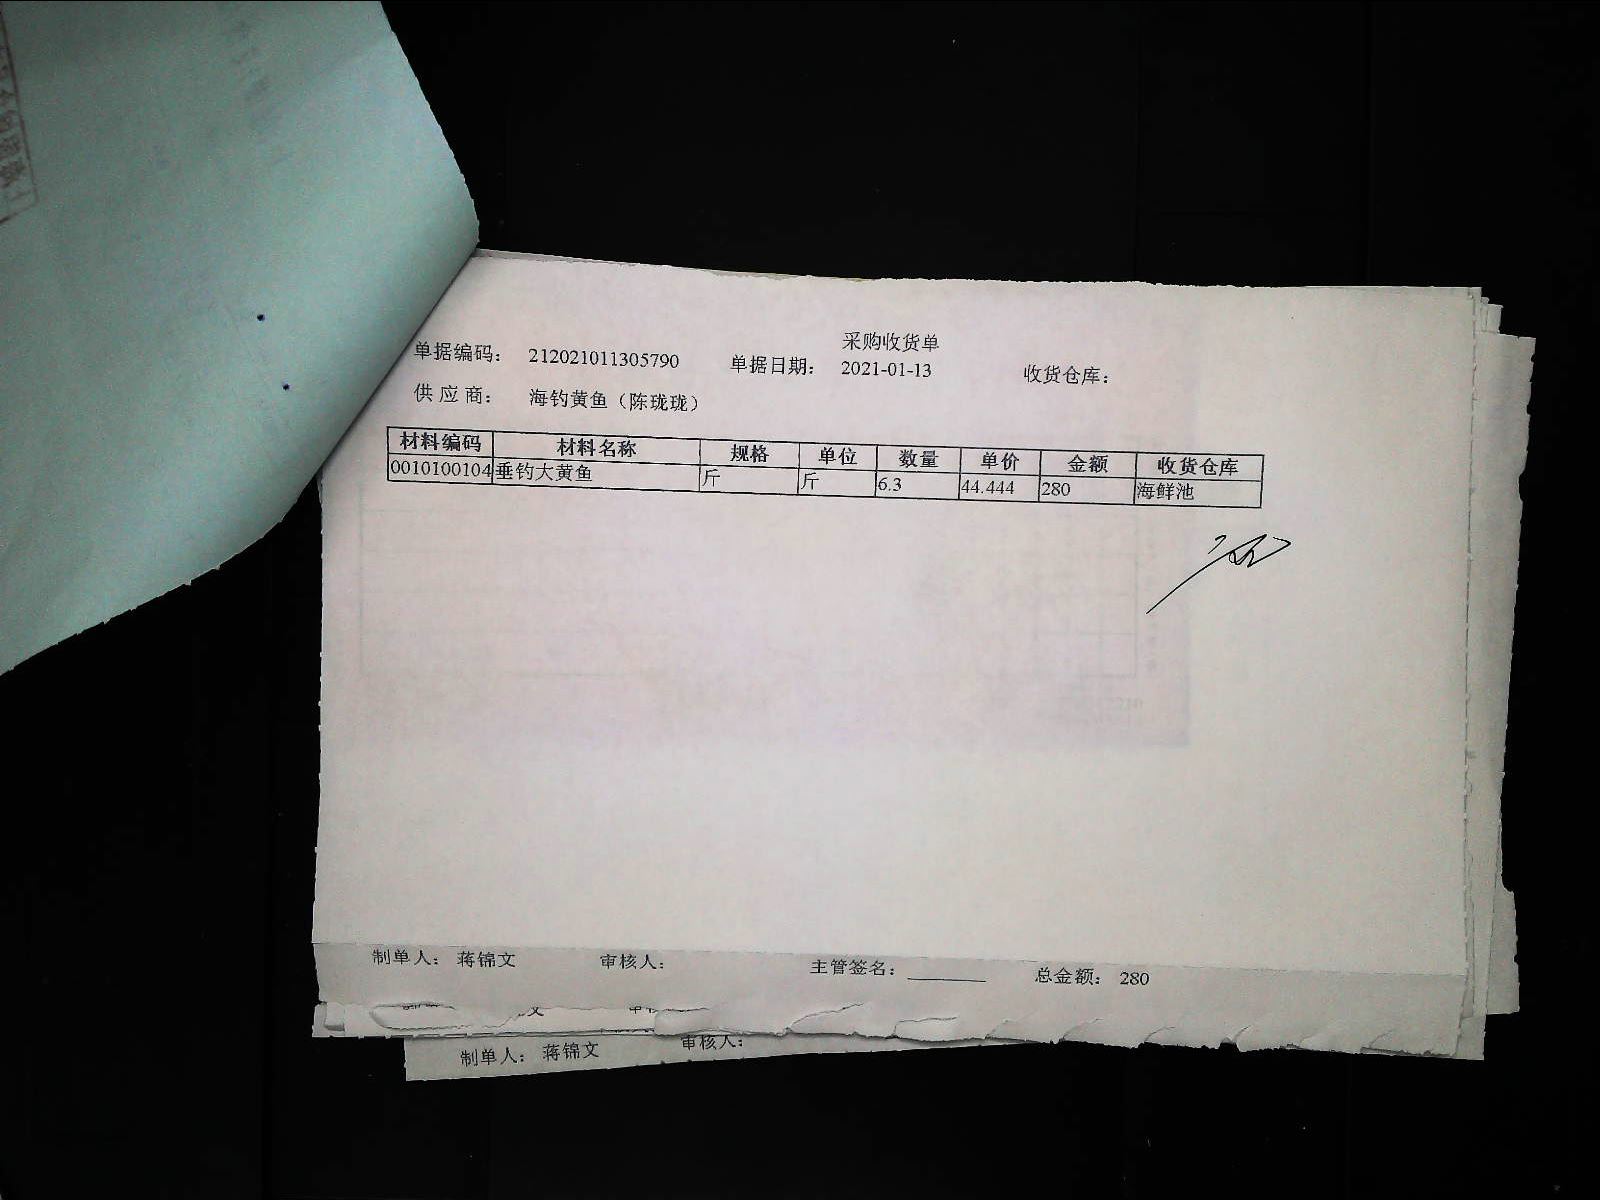 采购收货单
单据编码： 212021011305790 单据日期： 2021-01-13 收货仓库：
供应商： 海钓黄鱼（陈珑珑）
材料编码 材料名称 规格 单位 数量 单价 金额 收货仓库
0010100104 垂钓大黄鱼 斤 斤 6.3 44.444 280 海鲜池
制单人： 蒋锦文 审核人： 主管签名： 总金额： 280
制单人： 蒋锦文 审核人：